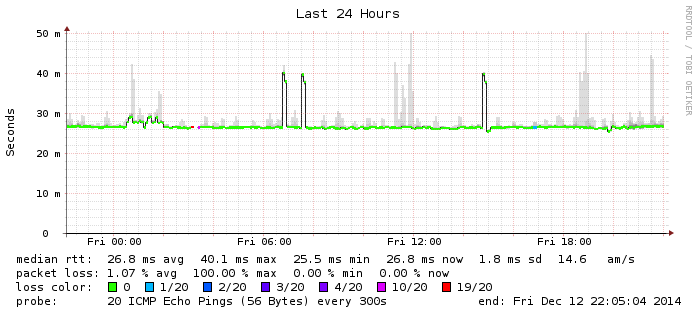 Last 24 Hours
RRDTOOL / TOBI OETIKER
Seconds
50 m
40 m
30 m
20 m
10 m
0
Fri 00:00 Fri 06:00 Fri 12:00 Fri 18:00
median rtt: 26.8 ms avg 40.1 ms max 25.5 ms min 26.8 ms now 1.8 ms sd 14.6 am/s
packet loss: 1.07 % avg 100.00 % max 0.00 % min 0.00 % now
loss color: 0 1/20 2/20 3/20 4/20 10/20 19/20
probe: 20 ICMP Echo Pings (56 Bytes) every 300s end: Fri Dec 12 22:05:04 2014